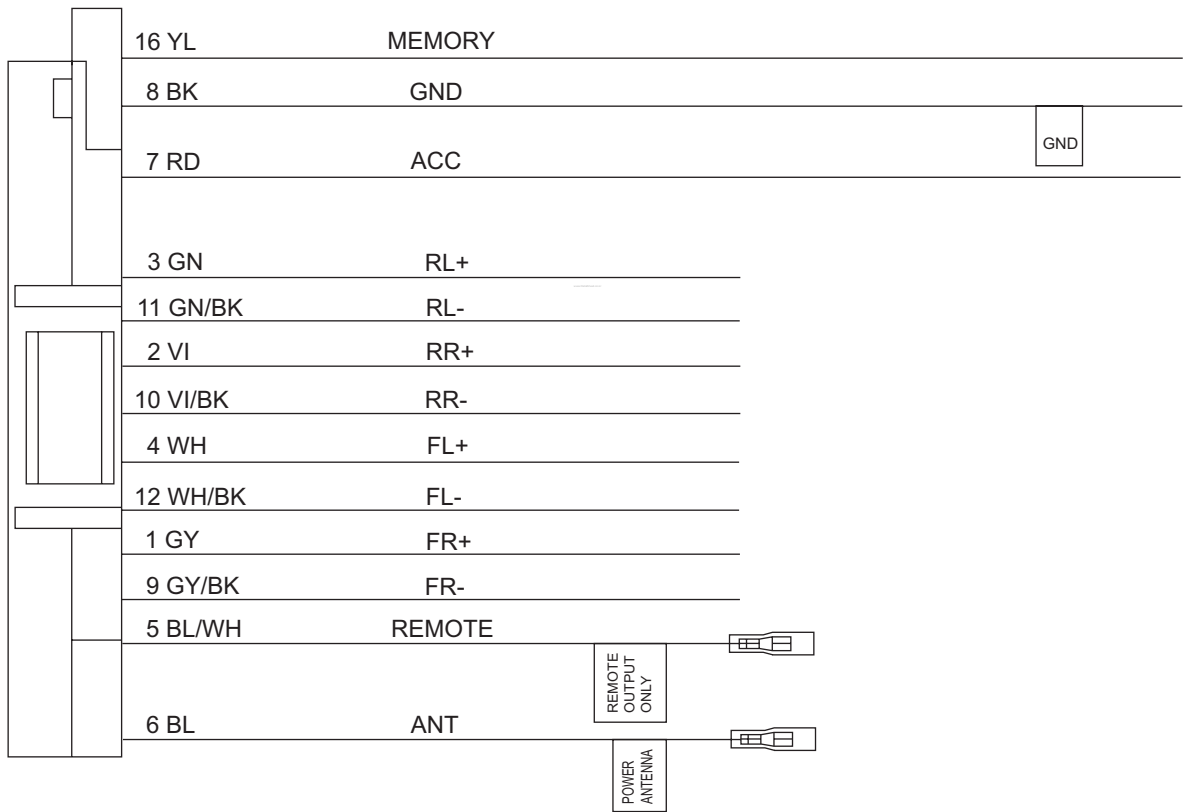 16 YL MEMORY
8 BK GND
GND
7 RD ACC
3 GN RL+
11 GN/BK RL-
2 VI RR+
10 VI/BK RR-
4 WH FL+
12 WH/BK FL-
1 GY FR+
9 GY/BK FR-
5 BL/WH REMOTE
REMOTE
OUTPUT
ONLY
6 BL ANT
POWER
ANTENNA